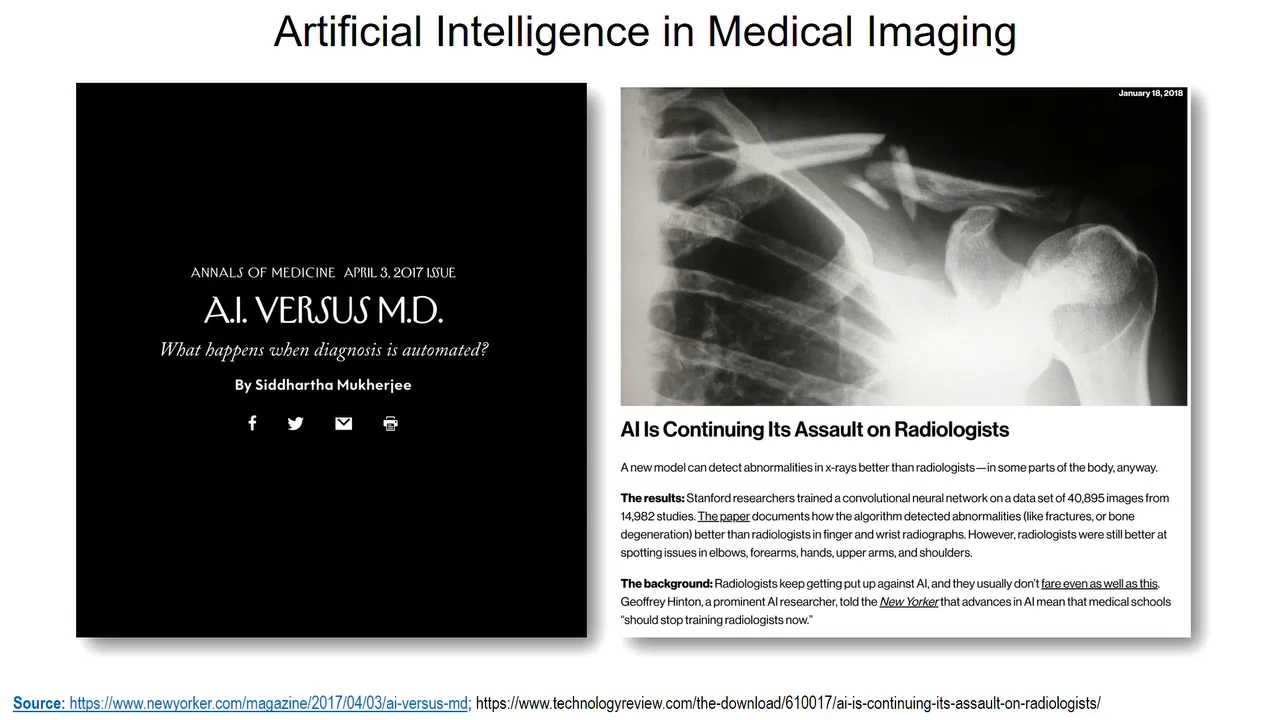 Artificial Intelligence in Medical Imaging
ANNALS OF MEDICINE APRIL 3, 2017 ISSUE
A.I. VERSUS M.D.
What happens when diagnosis is automated?
By Siddhartha Mukherjee
January 18, 2018
AI Is Continuing Its Assault on Radiologists
A new model can detect abnormalities in x-rays better than radiologists—in some parts of the body, anyway.
The results: Stanford researchers trained a convolutional neural network on a data set of 40,895 images from
14,982 studies. The paper documents how the algorithm detected abnormalities (like fractures, or bone
degeneration) better than radiologists in finger and wrist radiographs. However, radiologists were still better at
spotting issues in elbows, forearms, hands, upper arms, and shoulders.
The background: Radiologists keep getting put up against AI, and they usually don't fare even as well as this.
Geoffrey Hinton, a prominent AI researcher, told the New Yorker that advances in AI mean that medical schools
“should stop training radiologists now.”
Source: https://www.newyorker.com/magazine/2017/04/03/ai-versus-md; https://www.technologyreview.com/the-download/610017/ai-is-continuing-its-assault-on-radiologists/